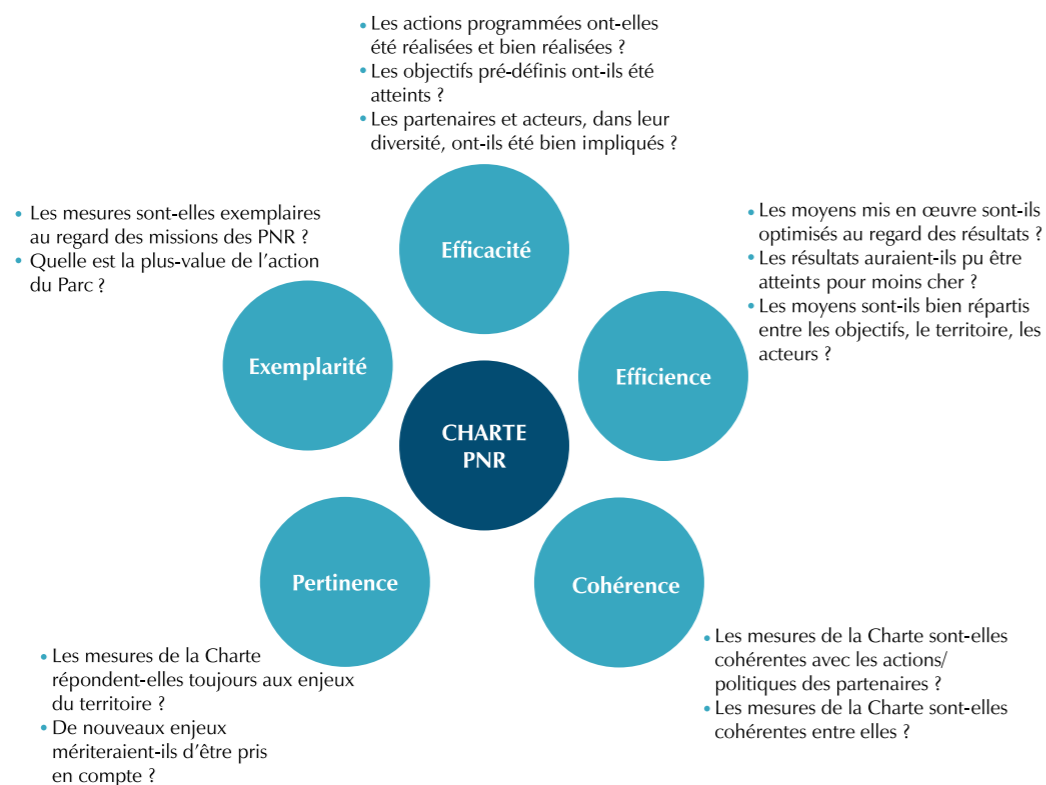 • Les actions programmées ont-elles
été réalisées et bien réalisées ?
• Les objectifs pré-définis ont-ils été
atteints ?
• Les partenaires et acteurs, dans leur
diversité, ont-ils été bien impliqués ?
Efficacité
• Les mesures sont-elles exemplaires
au regard des missions des PNR ?
• Quelle est la plus-value de l'action
du Parc ?
Exemplarité
• Les moyens mis en œuvre sont-ils
optimisés au regard des résultats ?
• Les résultats auraient-ils pu être
atteints pour moins cher ?
• Les moyens sont-ils bien répartis
entre les objectifs, le territoire, les
acteurs ?
Efficience
CHARTE
PNR
Pertinence
• Les mesures de la Charte
répondent-elles toujours aux enjeux
du territoire ?
• De nouveaux enjeux
mériteraient-ils d'être pris
en compte ?
Cohérence
• Les mesures de la Charte sont-elles
cohérentes avec les actions/
politiques des partenaires ?
• Les mesures de la Charte sont-elles
cohérentes entre elles ?